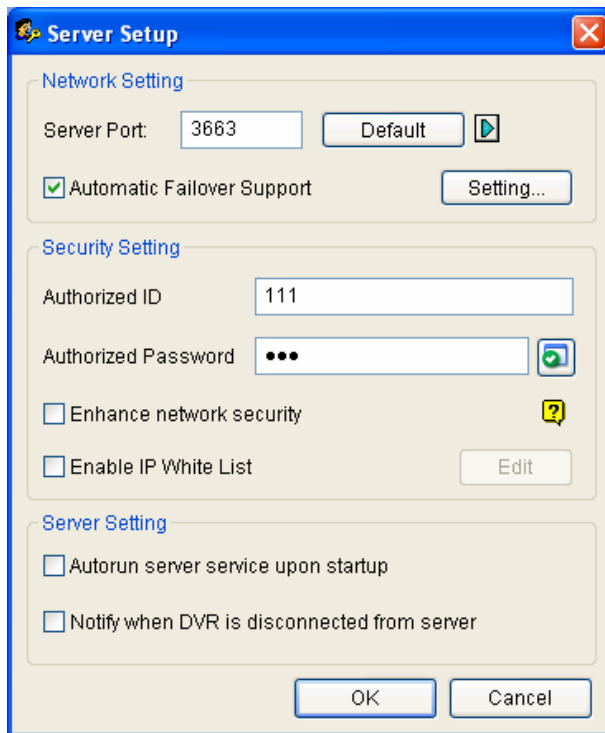 Server Setup
Network Setting
Server Port: 3663 Default
Automatic Failover Support Setting...
Security Setting
Authorized ID 111
Authorized Password •••
Enhance network security ?
Enable IP White List Edit
Server Setting
Autorun server service upon startup
Notify when DVR is disconnected from server
OK Cancel